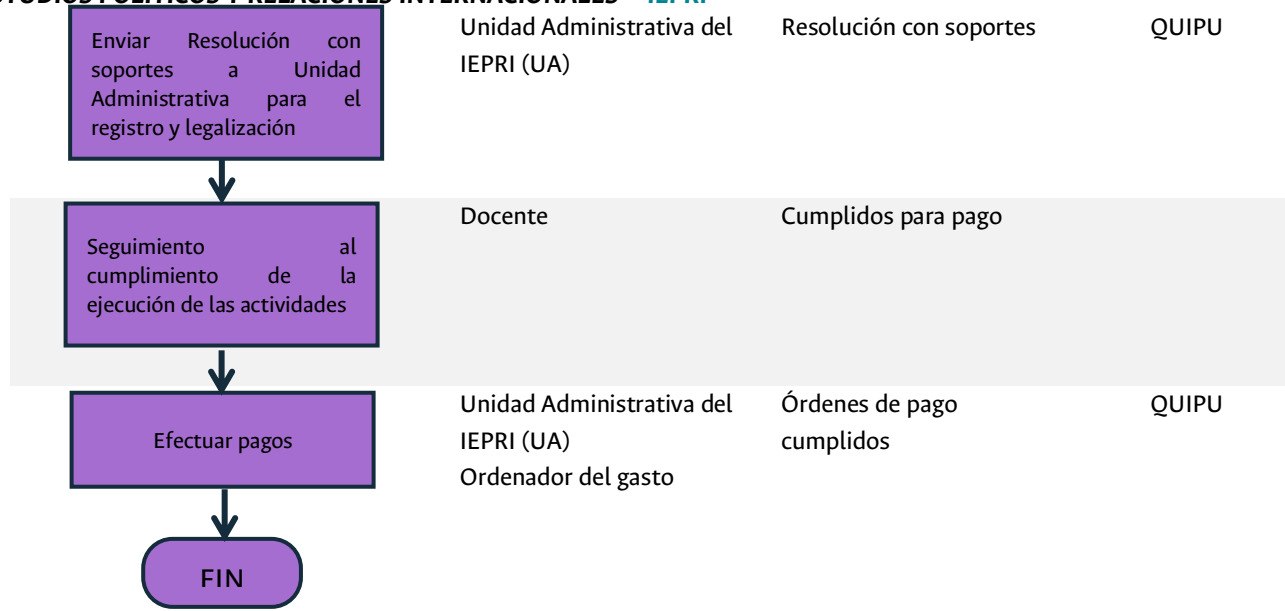 Enviar Resolución con
soportes a Unidad
Administrativa para el
registro y legalización
Unidad Administrativa del
IEPRI (UA)
Resolución con soportes
QUIPU
Seguimiento al
cumplimiento de la
ejecución de las actividades
Docente
Cumplidos para pago
Efectuar pagos
Unidad Administrativa del
IEPRI (UA)
Ordenador del gasto
Órdenes de pago
cumplidos
QUIPU
FIN